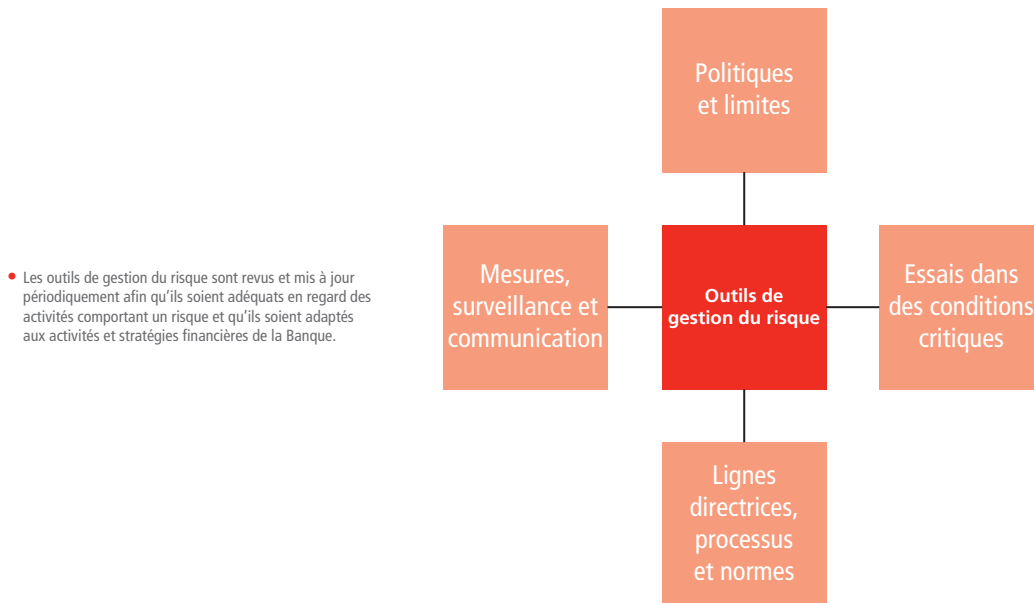 Politiques
et limites
• Les outils de gestion du risque sont revus et mis à jour
périodiquement afin qu'ils soient adéquats en regard des
activités comportant un risque et qu'ils soient adaptés
aux activités et stratégies financières de la Banque.
Mesures,
surveillance et
communication
Outils de
gestion du risque
Essais dans
des conditions
critiques
Lignes
directrices,
processus
et normes